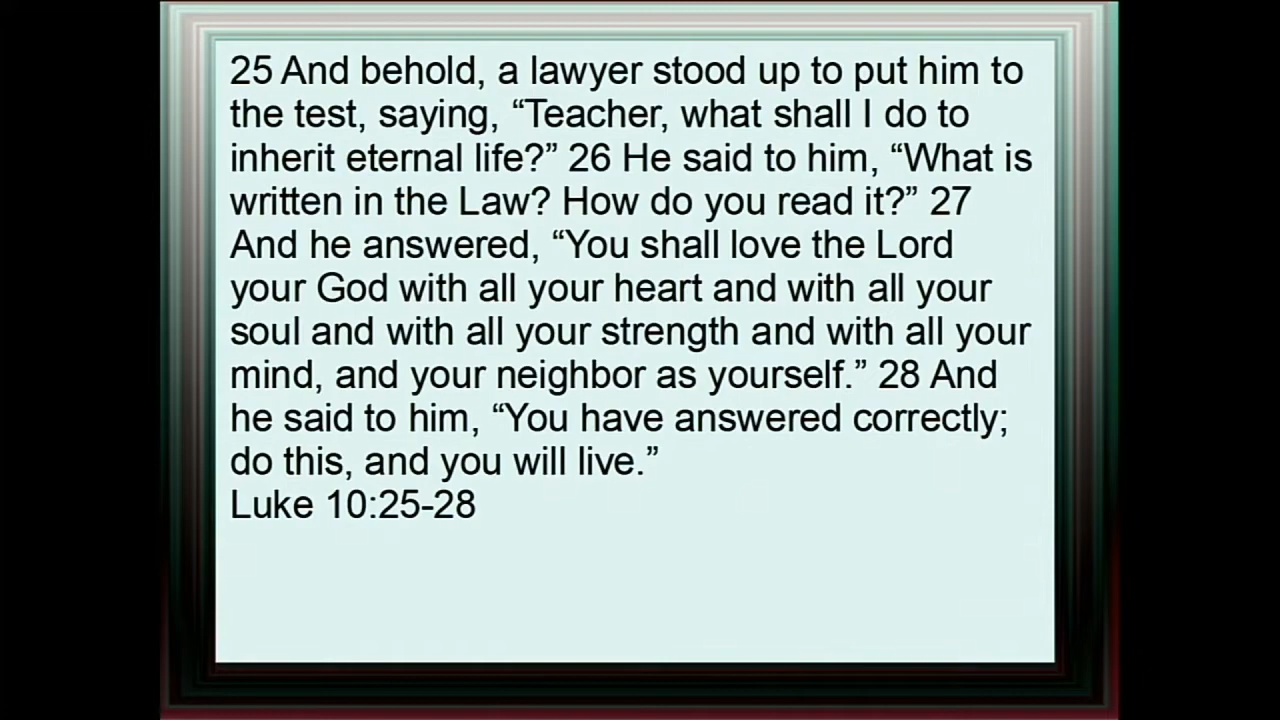 25 And behold, a lawyer stood up to put him to
the test, saying, “Teacher, what shall I do to
inherit eternal life?” 26 He said to him, “What is
written in the Law? How do you read it?” 27
And he answered, “You shall love the Lord
your God with all your heart and with all your
soul and with all your strength and with all your
mind, and your neighbor as yourself.” 28 And
he said to him, “You have answered correctly;
do this, and you will live.”
Luke 10:25-28